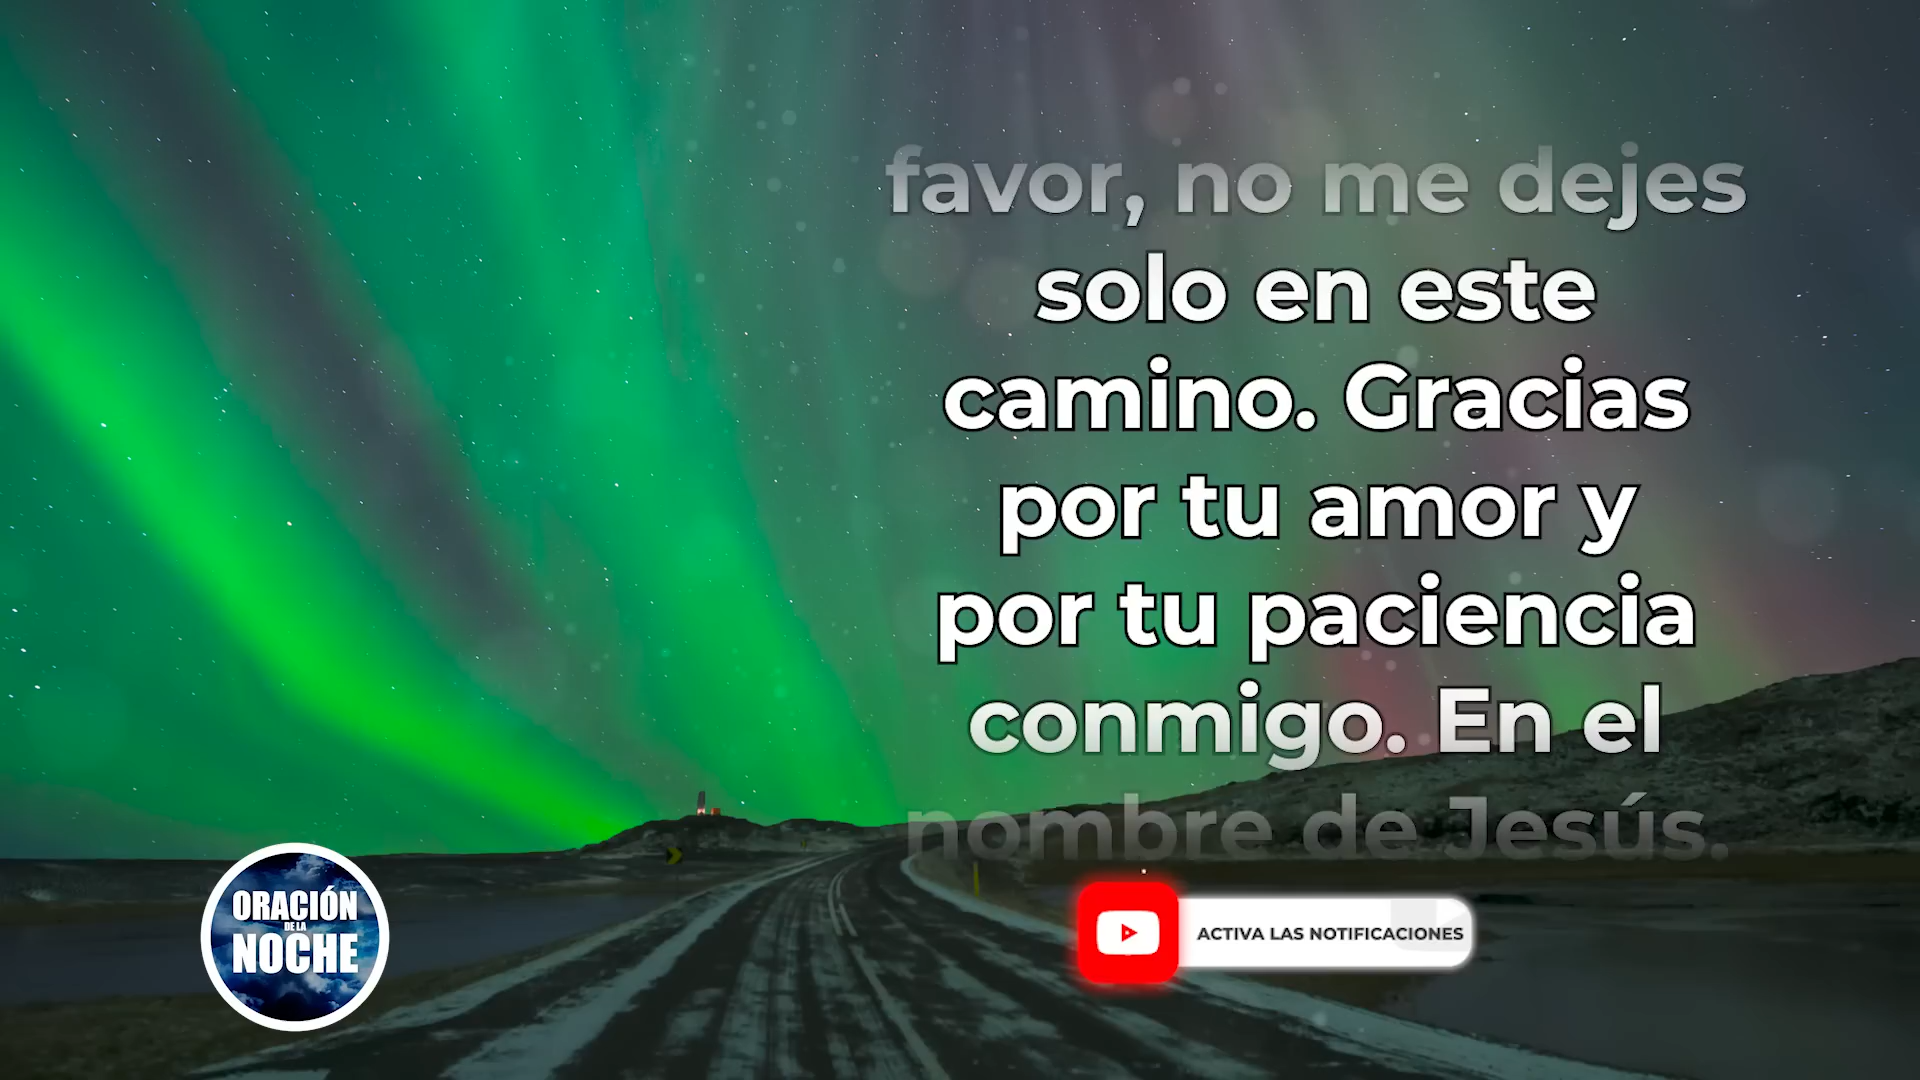 favor, no me dejes
solo en este
camino. Gracias
por tu amor y
por tu paciencia
conmigo. En el
nombre de Jesús.
ORACIÓN
DE LA
NOCHE
ACTIVA LAS NOTIFICACIONES